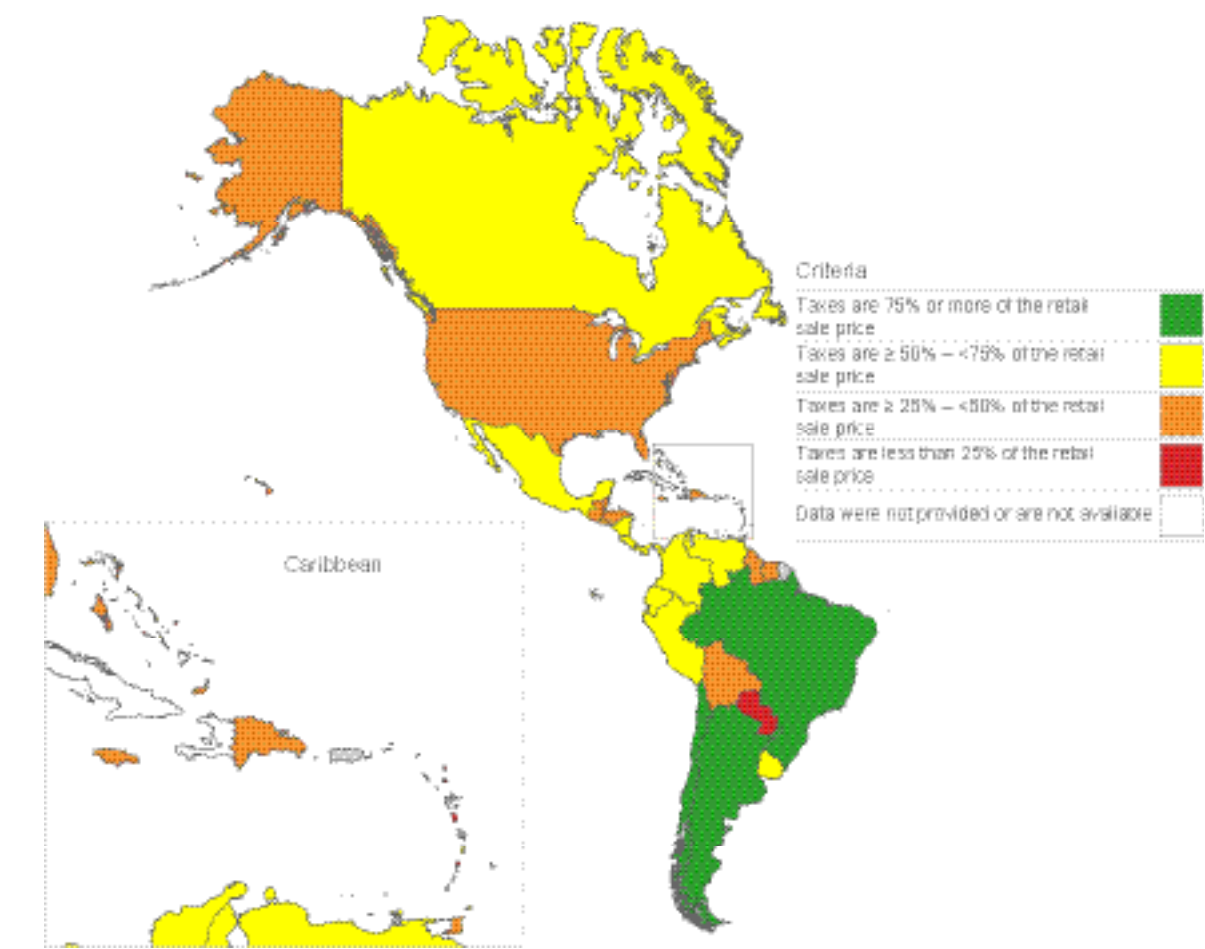 Criteria
Taxes are 75% or more of the retail
sale price
Taxes are ≥ 50% – <75% of the retail
sale price
Taxes are ≥ 25% – <50% of the retail
sale price
Taxes are less than 25% of the retail
sale price
Data were not provided or are not available
Caribbean